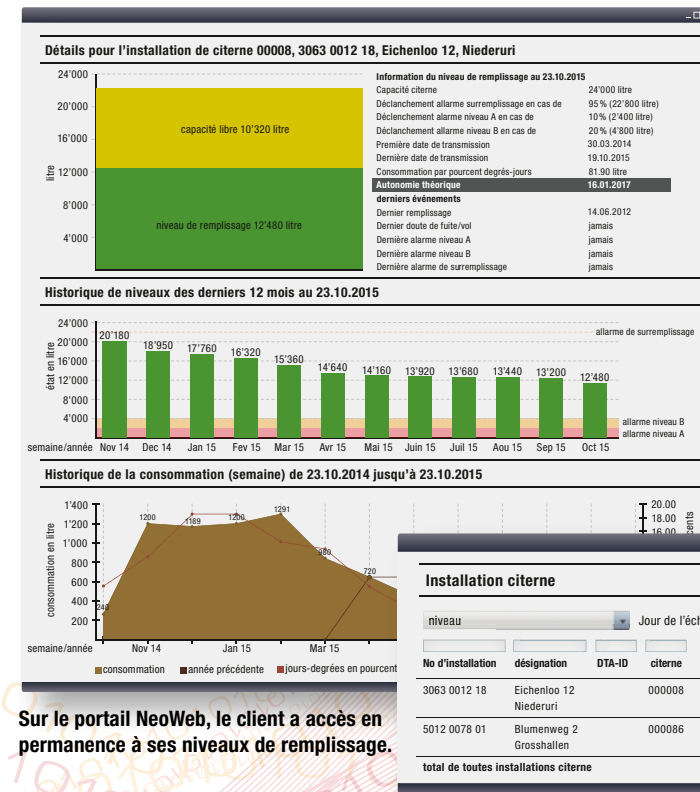 Détails pour l'installation de citerne 00008, 3063 0012 18, Eichenloo 12, Niederuri
24'000
20'000
16'000
12'000
8'000
4'000
litre
capacité libre 10'320 litre
niveau de remplissage 12'480 litre
Information du niveau de remplissage au 23.10.2015
Capacité citerne 24'000 litre
Déclanchement allarme surremplissage en cas de 95% (22'800 litre)
Déclenchement alarme niveau A en cas de 10% (2'400 litre)
Déclanchement allarme niveau B en cas de 20% (4'800 litre)
Première date de transmission 30.03.2014
Dernière date de transmission 19.10.2015
Consommation par pourcent degrés-jours 81.90 litre
Autonomie théorique 16.01.2017
derniers événements
Dernier remplissage 14.06.2012
Dernier doute de fuite/vol jamais
Dernière alarme niveau A jamais
Dernière alarme niveau B jamais
Dernière alarme de surremplissage jamais
Historique de niveaux des derniers 12 mois au 23.10.2015
24'000
20'000
16'000
12'000
8'000
4'000
état en litre
allarme de surremplissage
20'180 18'950 17'760 16'320 15'360 14'640 14'160 13'920 13'680 13'440 13'200 12'480
allarme niveau B
allarme niveau A
semaine/année Nov 14 Dec 14 Jan 15 Fev 15 Mar 15 Avr 15 Mai 15 Juin 15 Juil 15 Aou 15 Sep 15 Oct 15
Historique de la consommation (semaine) de 23.10.2014 jusqu'à 23.10.2015
1'400
1'200
1'000
800
600
400
200
consommation en litre
240 1200 1189 1200 1291 980 720
20.00
18.00
16.00
semaine/année Nov 14 Jan 15 Mar 15
consommation année précédente jours-degrées en pourcent
Installation citerne
niveau Jour de l'éch
No d'installation désignation DTA-ID citerne
3063 0012 18 Eichenloo 12 000008
Niederuri
5012 0078 01 Blumenweg 2 000086
Grosshallen
total de toutes installations citerne
Sur le portail NeoWeb, le client a accès en
permanence à ses niveaux de remplissage.